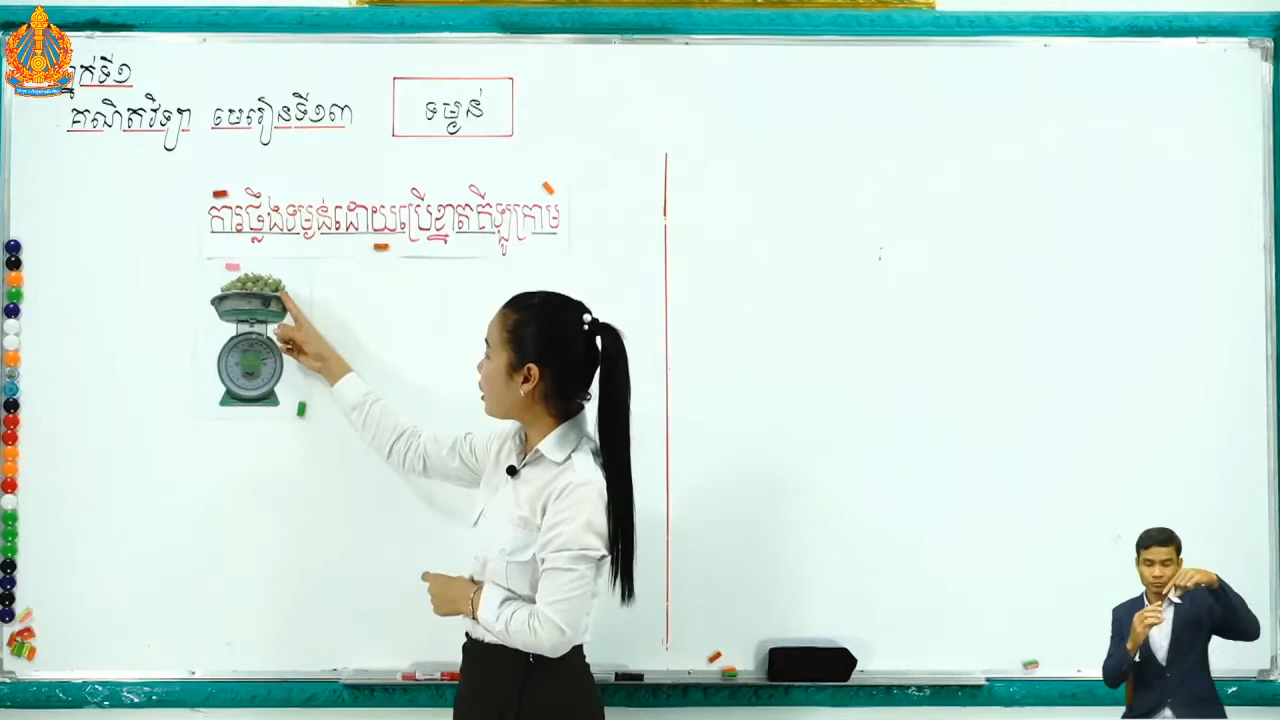 ថ្នាក់ទី១
គណិតវិទ្យា មេរៀនទី១៣
ទម្ងន់
ការថ្លឹងទម្ងន់ដោយប្រើខ្នាតគីឡូក្រាម